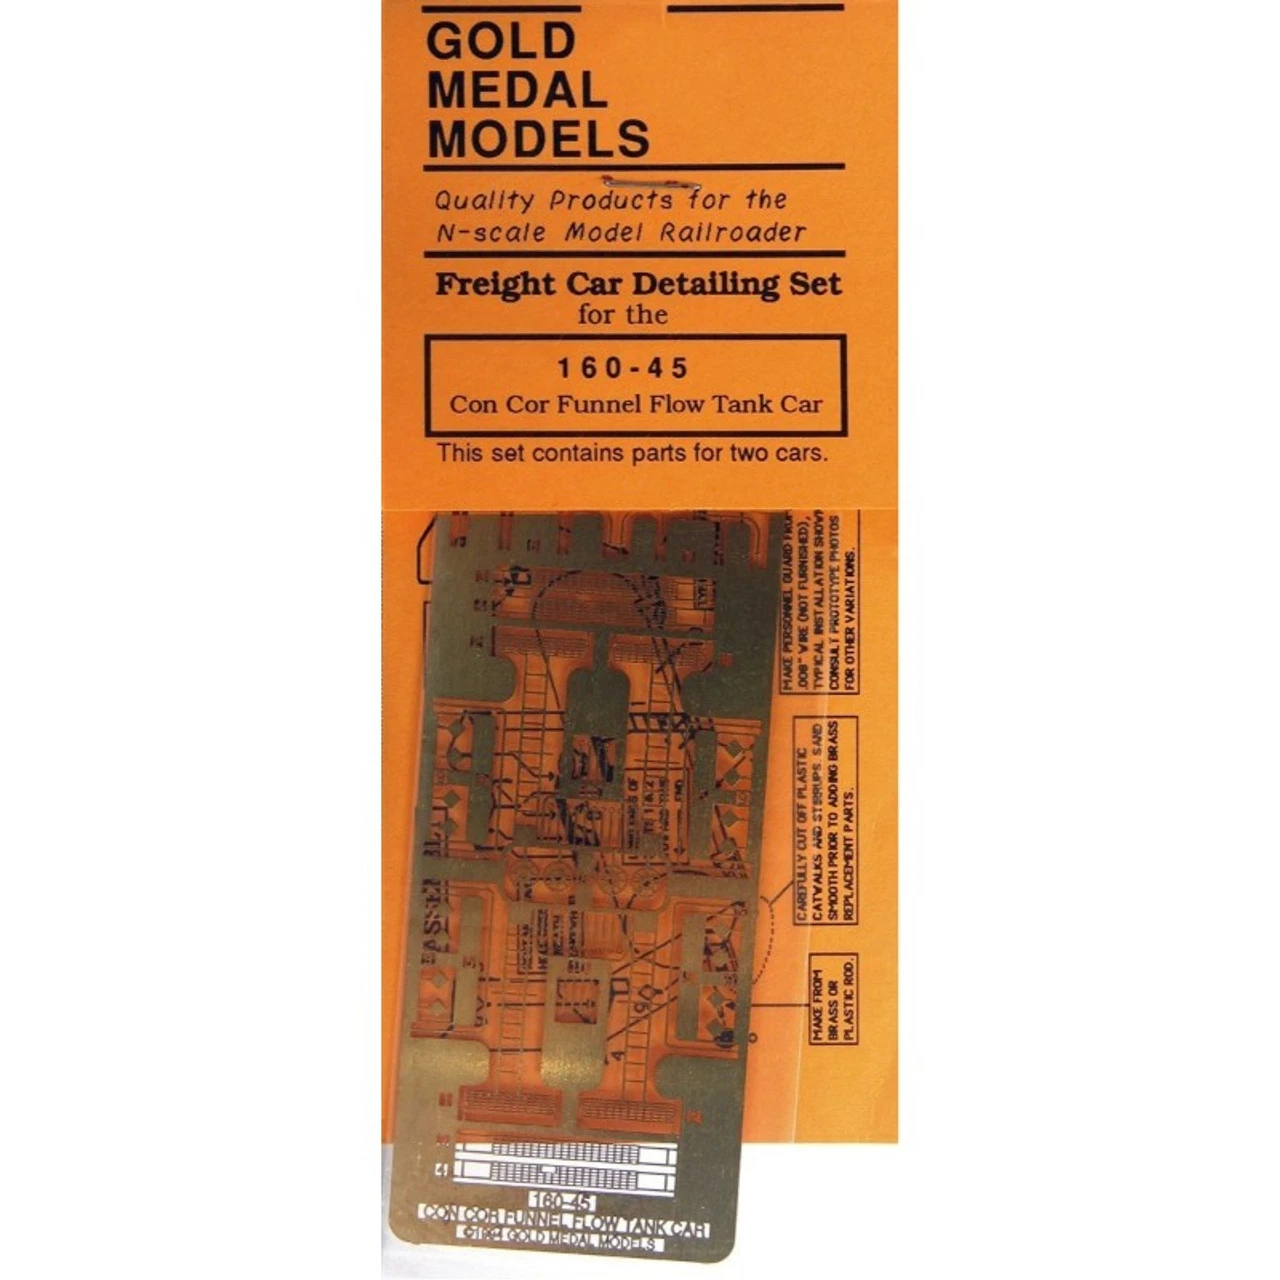 GOLD
MEDAL
MODELS
Quality Products for the
N-scale Model Railroader
Freight Car Detailing Set
for the
160-45
Con Cor Funnel Flow Tank Car
This set contains parts for two cars.
MAKE PERSONNEL GUARD FROM
.008" WIRE (NOT FURNISHED),
TYPICAL INSTALLATION SHOWN
CONSULT PROTOTYPE PHOTOS
FOR OTHER VARIATIONS.
CAREFULLY CUT OFF PLASTIC
CATWALKS AND STIRRUPS. SAND
SMOOTH PRIOR TO ADDING BRASS
REPLACEMENT PARTS.
MAKE FROM
BRASS OR
PLASTIC ROD.
160-45
CON COR FUNNEL FLOW TANK CAR
©1994 GOLD MEDAL MODELS